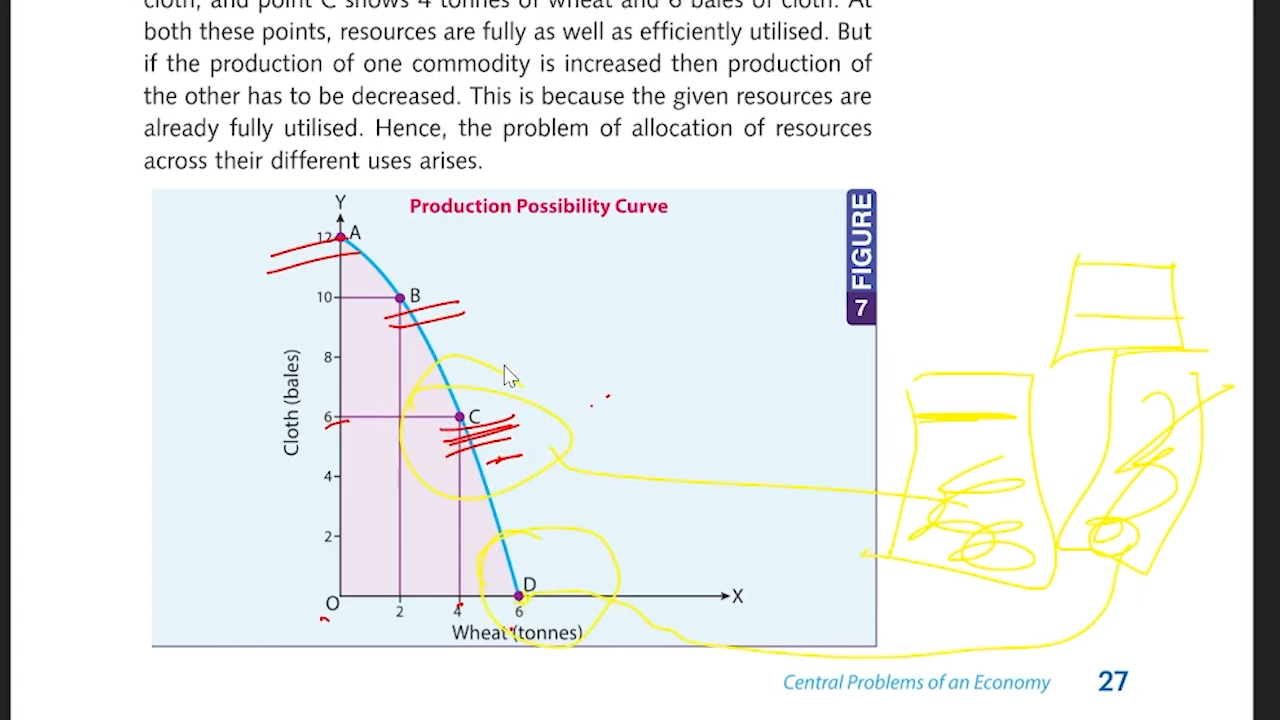 cloth, and point C shows 4 tonnes of wheat and 6 bales of cloth. At
both these points, resources are fully as well as efficiently utilised. But
if the production of one commodity is increased then production of
the other has to be decreased. This is because the given resources are
already fully utilised. Hence, the problem of allocation of resources
across their different uses arises.
Production Possibility Curve
FIGURE 7
Y
12 A
10 B
8
6 C
4
2
D
O 2 4 6 X
Cloth (bales)
Wheat (tonnes)
Central Problems of an Economy 27